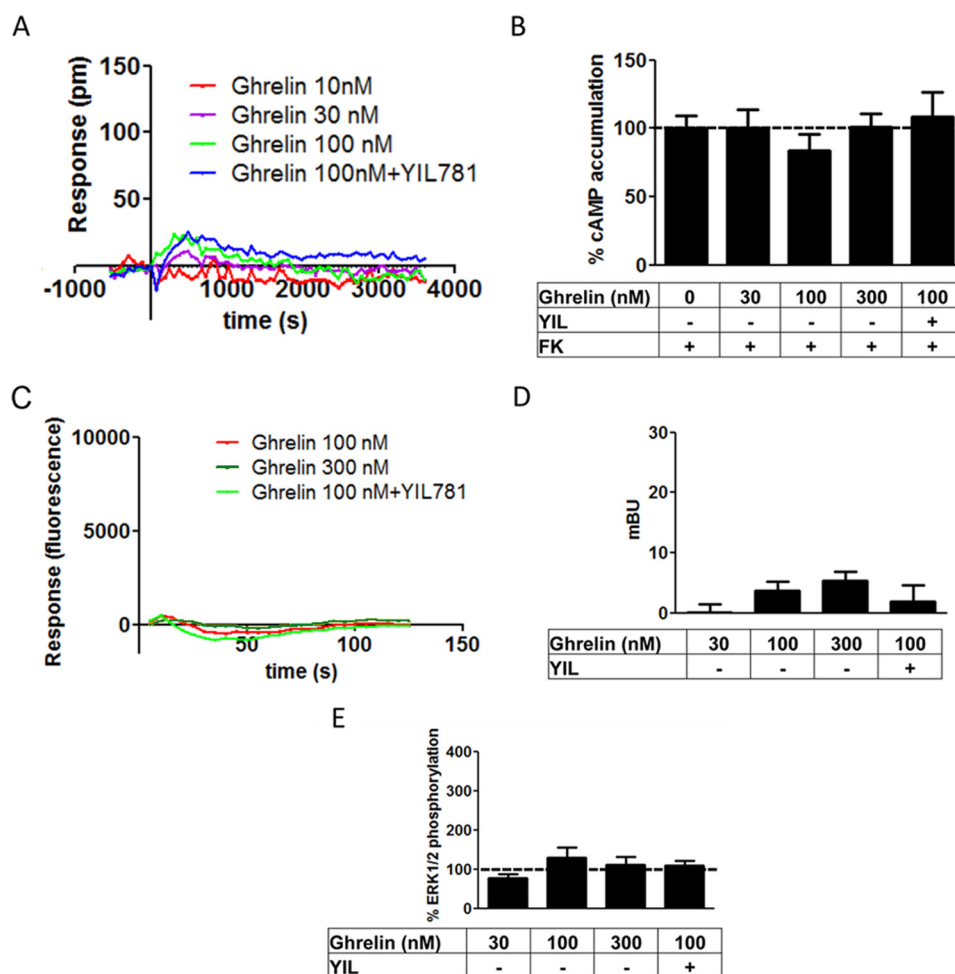 A
Response (pm)
150
100
50
-1000
1000
2000
3000
4000
time (s)
Ghrelin 10nM
Ghrelin 30 nM
Ghrelin 100 nM
Ghrelin 100nM+YIL781
B
% cAMP accumulation
150
100
50
0
Ghrelin (nM) 0 30 100 300 100
YIL - - - - +
FK + + + + +
C
Response (fluorescence)
10000
5000
0
50
100
150
time (s)
Ghrelin 100 nM
Ghrelin 300 nM
Ghrelin 100 nM+YIL781
D
mBU
30
20
10
0
Ghrelin (nM) 30 100 300 100
YIL - - - +
E
% ERK1/2 phosphorylation
400
300
200
100
0
Ghrelin (nM) 30 100 300 100
YIL - - - +